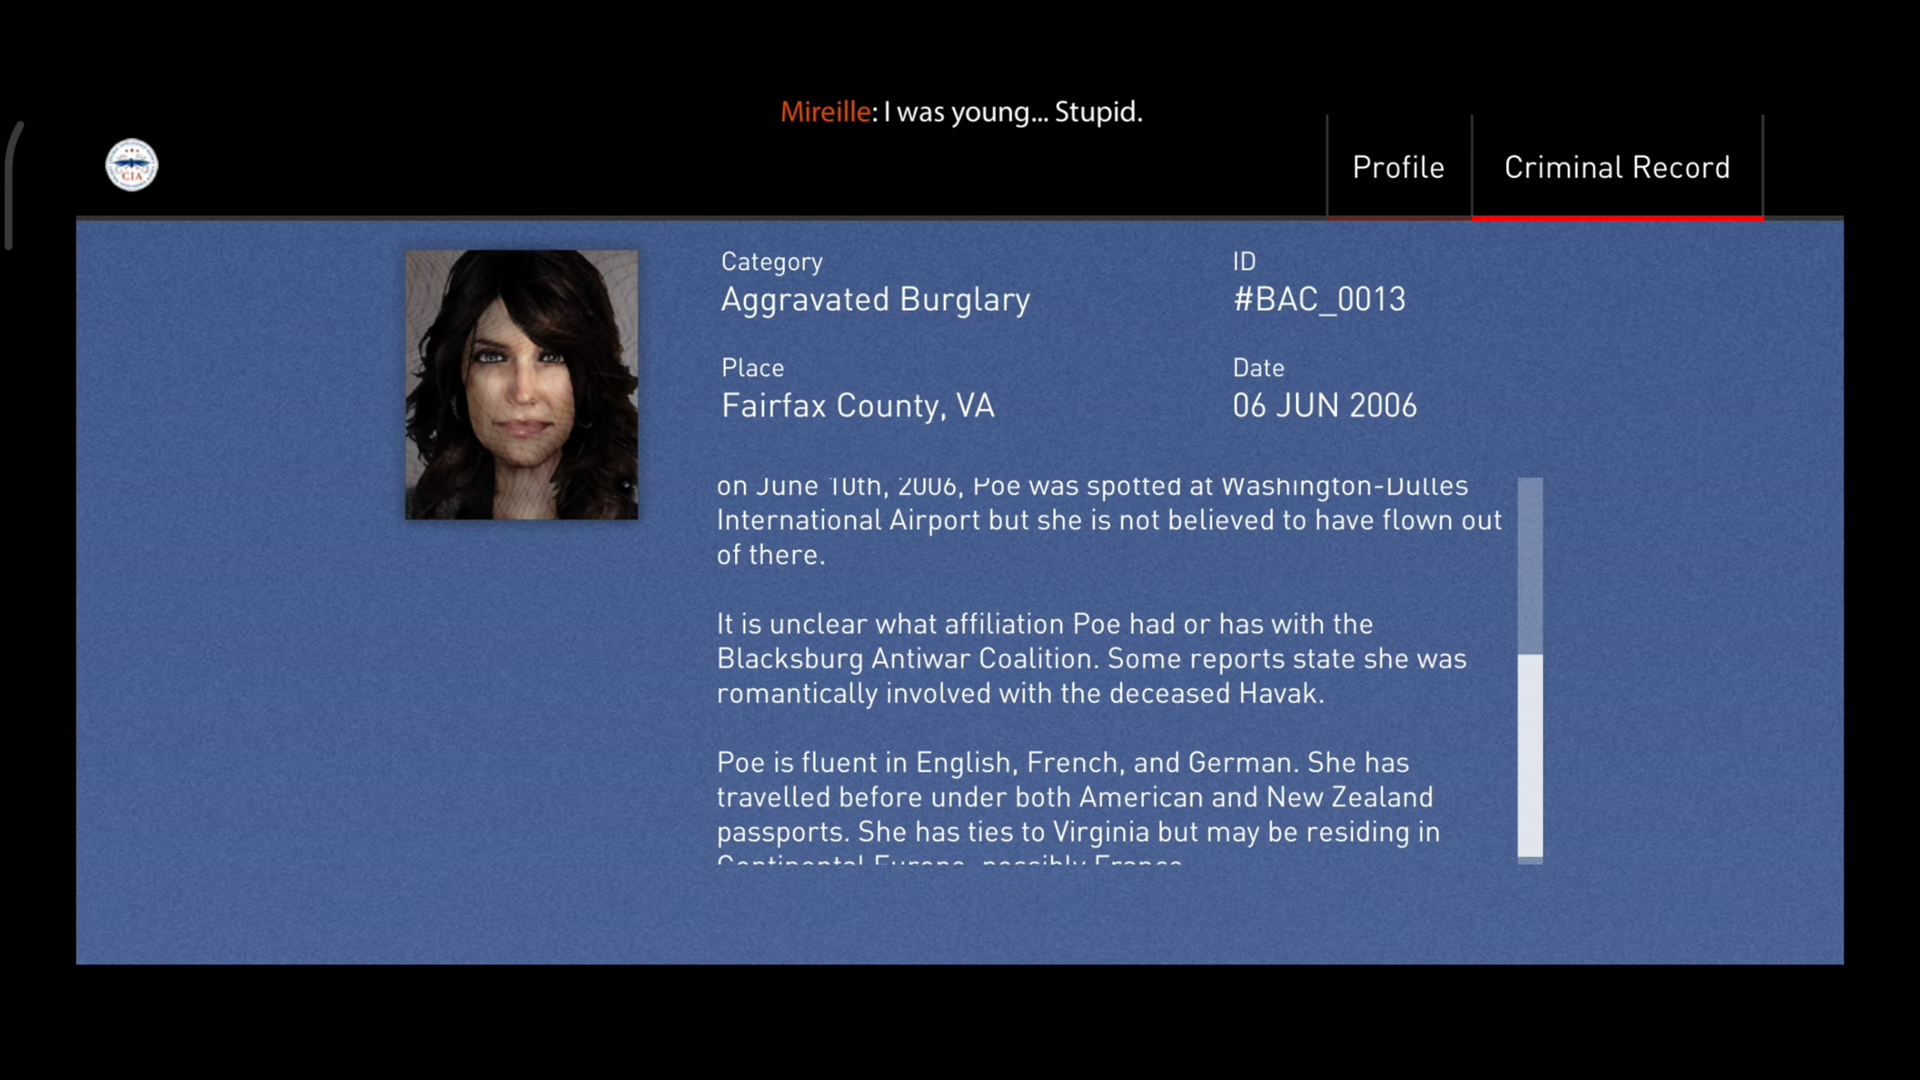 Mireille: I was young... Stupid.
CIA
Profile
Criminal Record
Category
Aggravated Burglary
ID
#BAC_0013
Place
Fairfax County, VA
Date
06 JUN 2006
on June 10th, 2006, Poe was spotted at Washington-Dulles
International Airport but she is not believed to have flown out
of there.
It is unclear what affiliation Poe had or has with the
Blacksburg Antiwar Coalition. Some reports state she was
romantically involved with the deceased Havak.
Poe is fluent in English, French, and German. She has
travelled before under both American and New Zealand
passports. She has ties to Virginia but may be residing in
Continental Europe, possibly France.